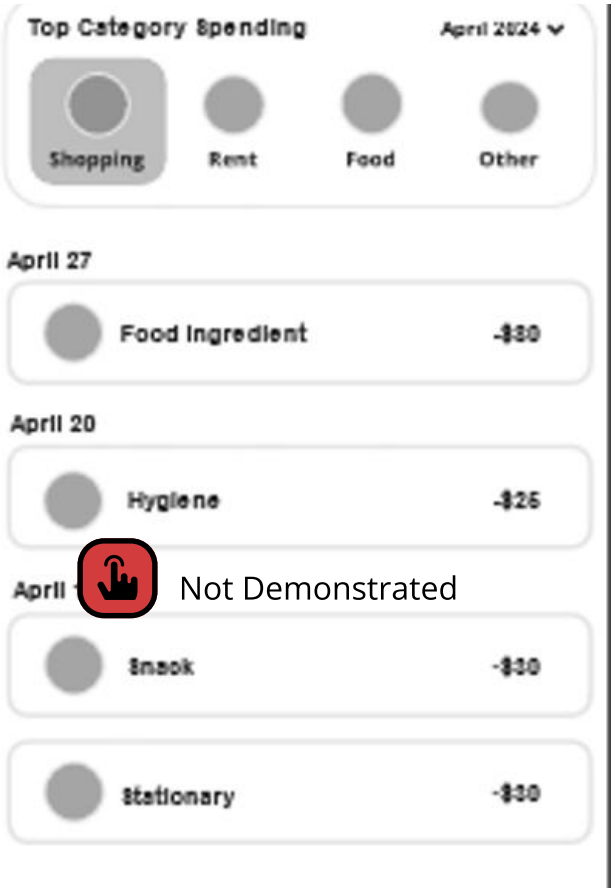 Top Category Spending April 2024
Shopping Rent Food Other
April 27
Food Ingredient -$30
April 20
Hygiene -$25
April
Not Demonstrated
Snack -$30
Stationary -$30